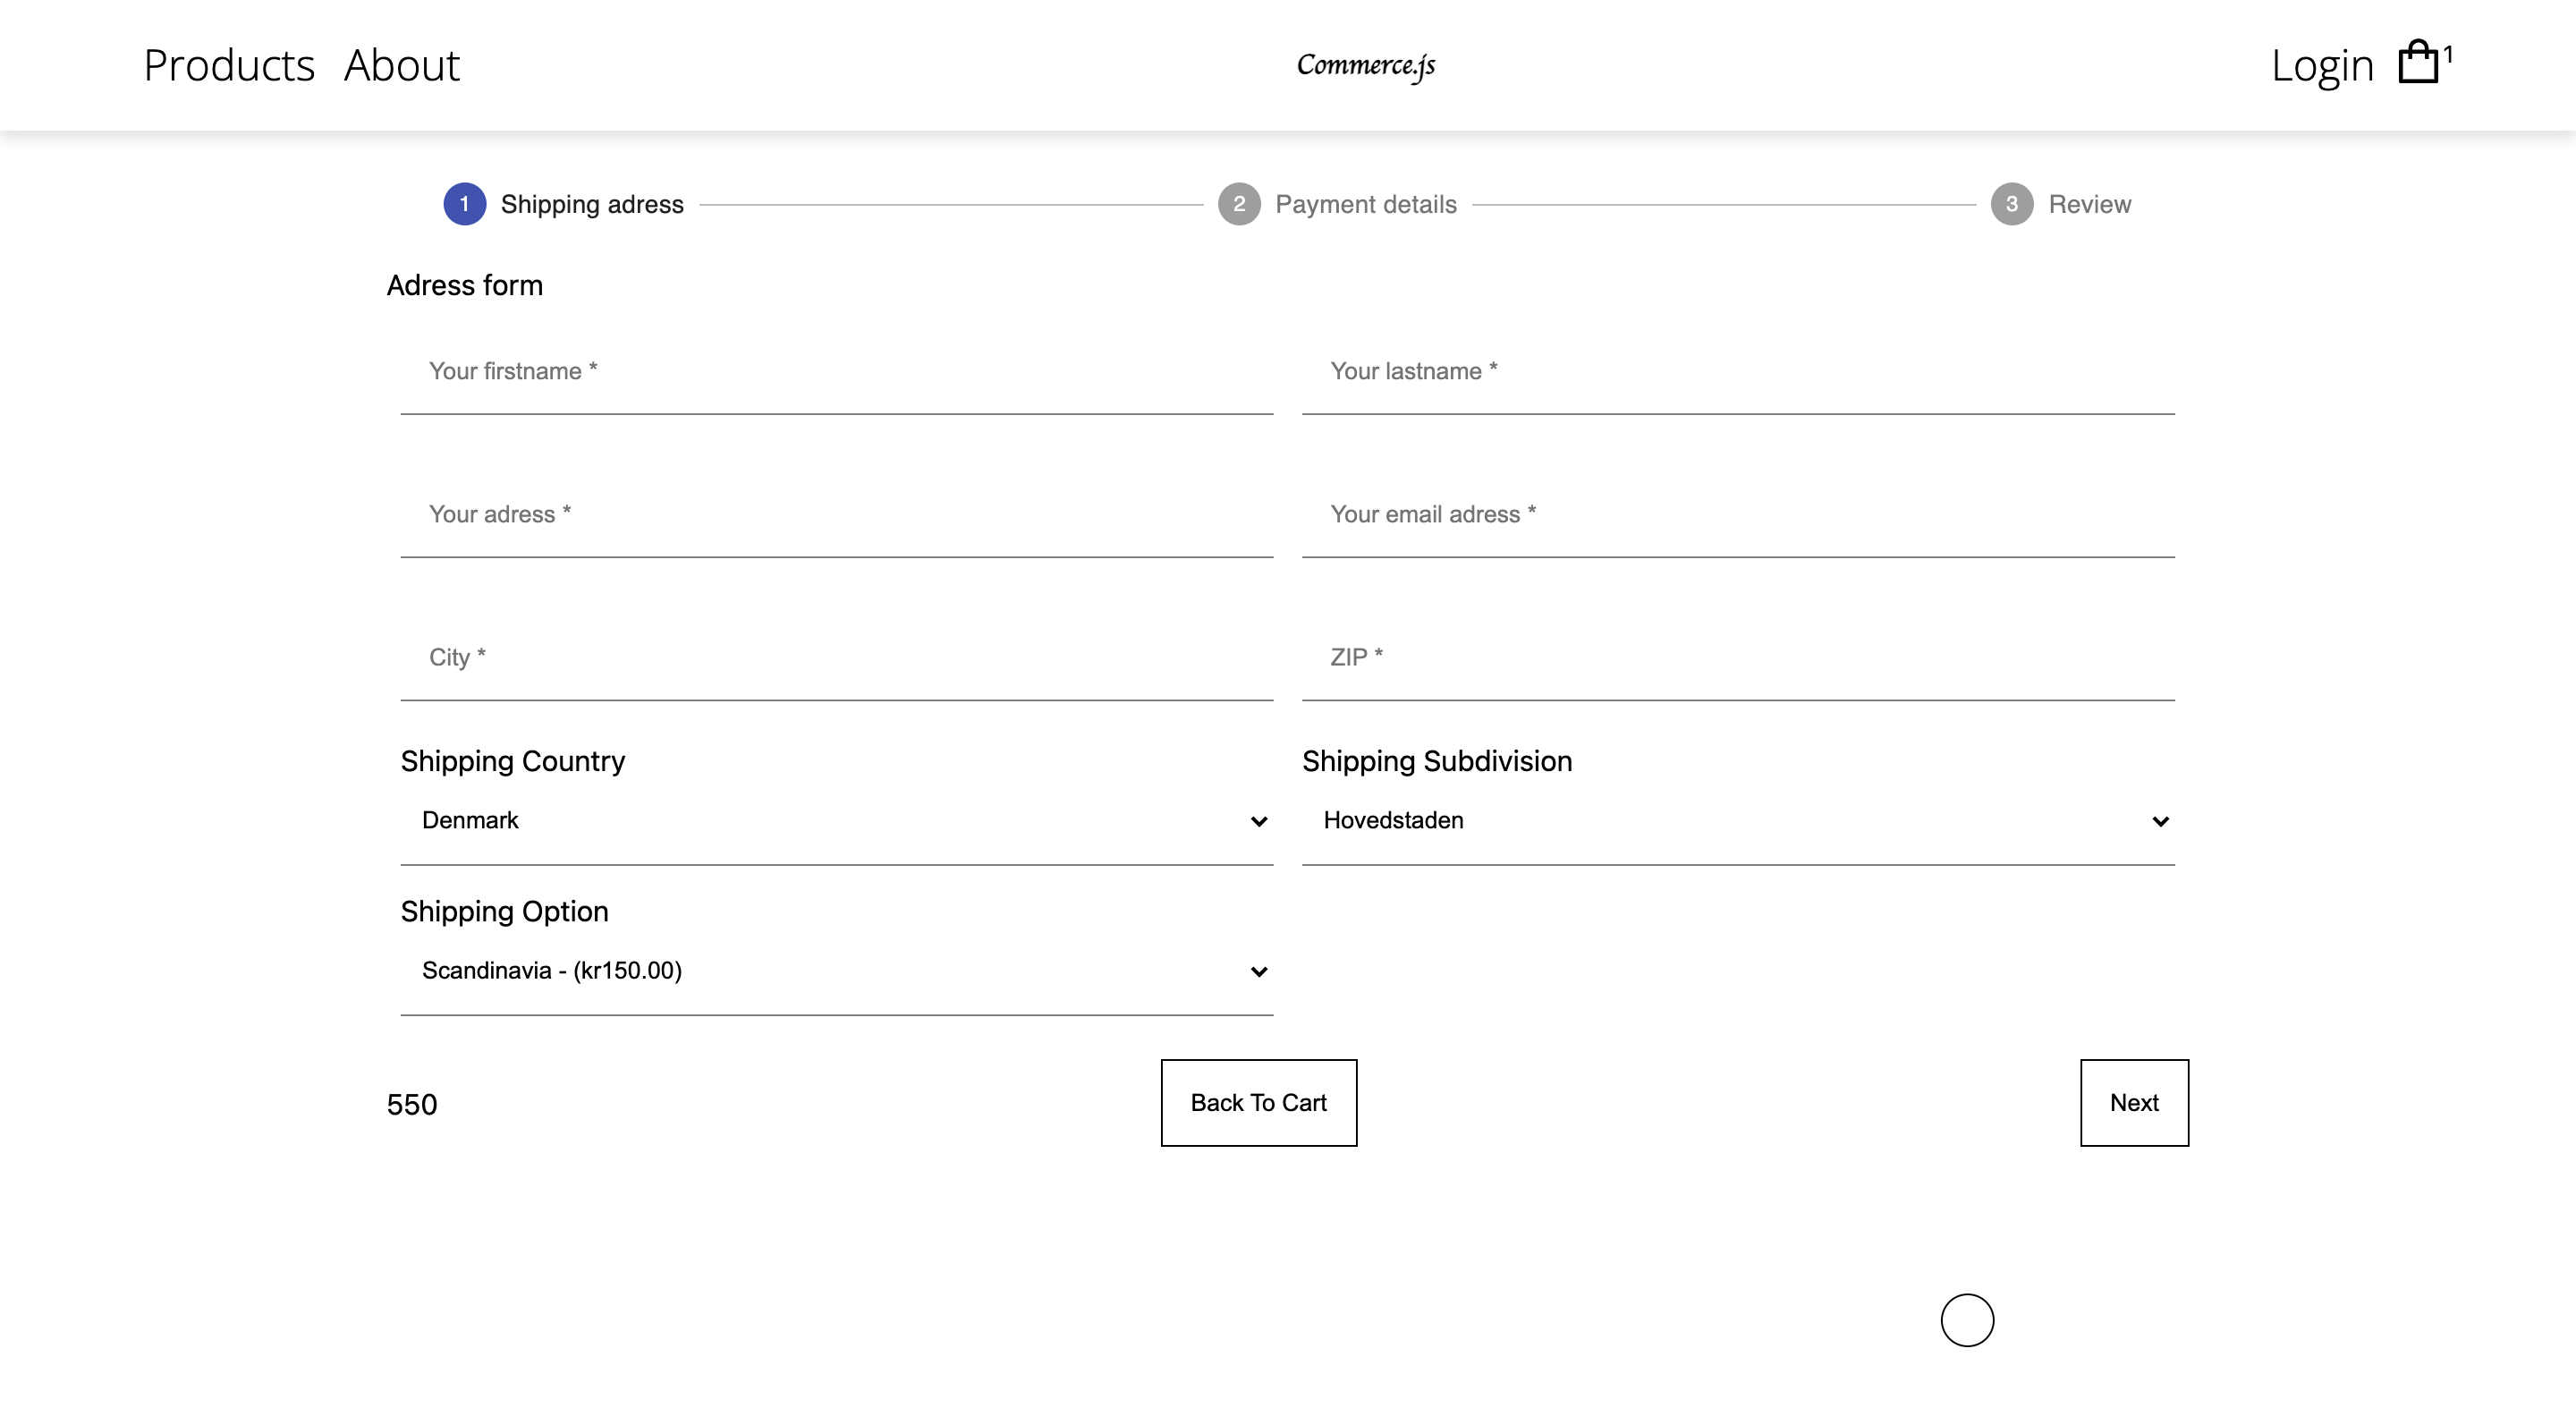 Products About Commerce.js Login 1
1 Shipping adress 2 Payment details 3 Review
Adress form
Your firstname * Your lastname *
Your adress * Your email adress *
City * ZIP *
Shipping Country Shipping Subdivision
Denmark Hovedstaden
Shipping Option
Scandinavia - (kr150.00)
550 Back To Cart Next